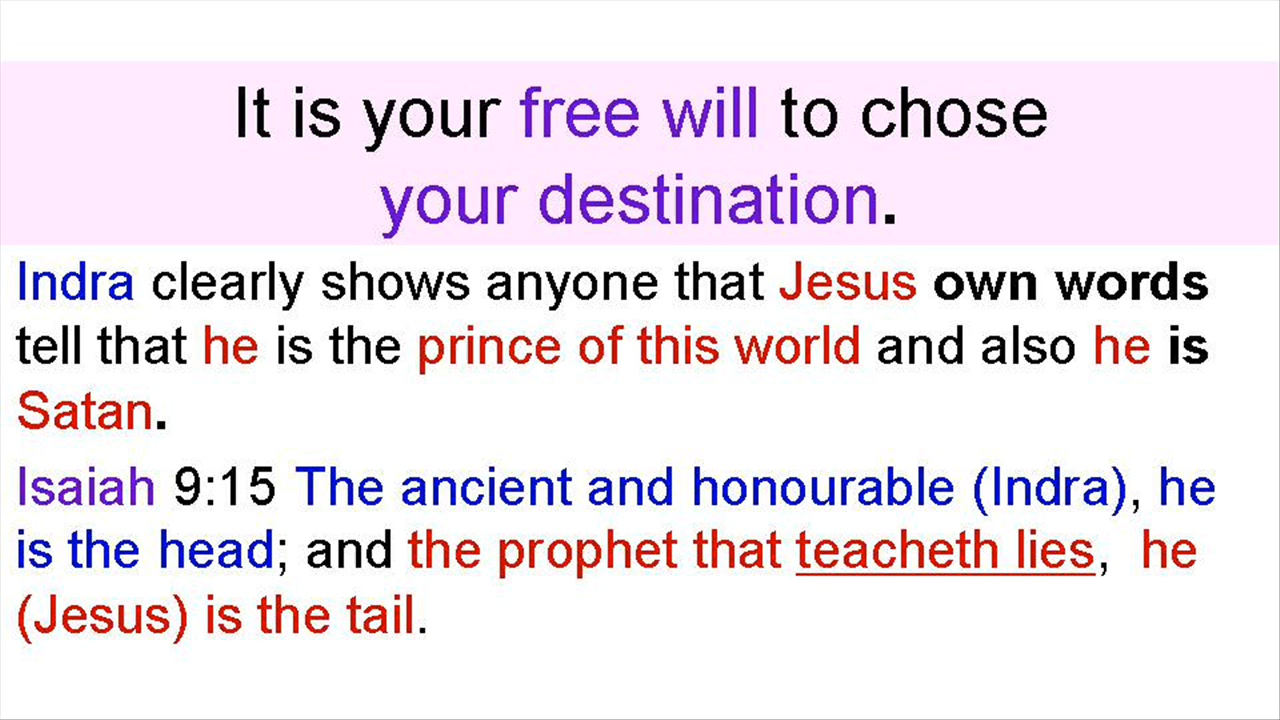 It is your free will to chose
your destination.
Indra clearly shows anyone that Jesus own words
tell that he is the prince of this world and also he is
Satan.
Isaiah 9:15 The ancient and honourable (Indra), he
is the head; and the prophet that teacheth lies, he
(Jesus) is the tail.